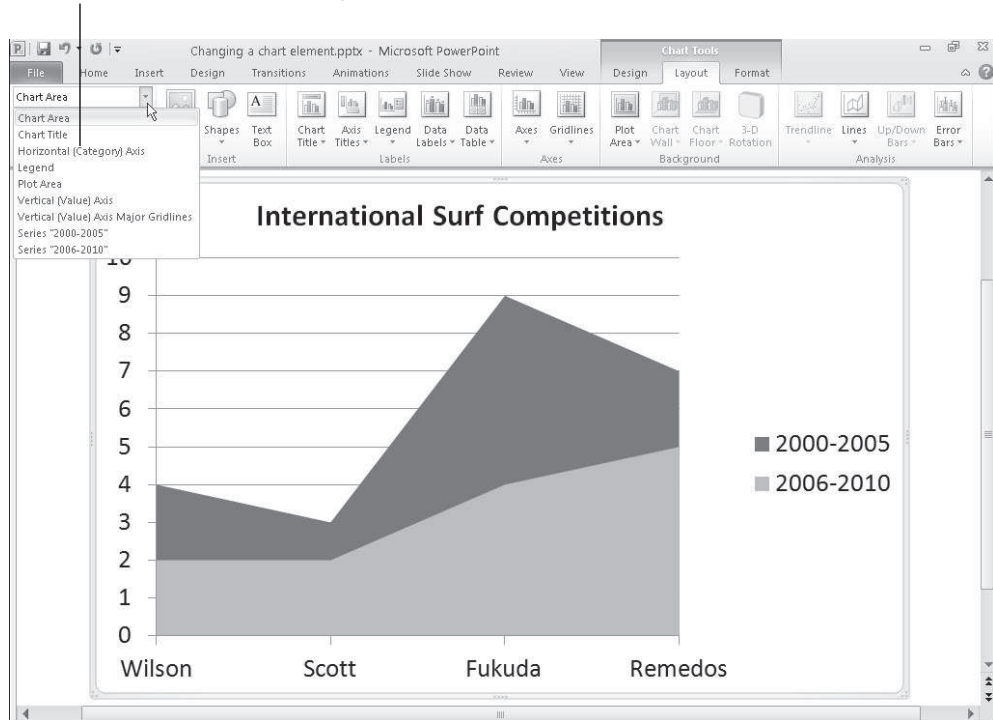 Changing a chart element.pptx - Microsoft PowerPoint
Chart Tools
File Home Insert Design Transitions Animations Slide Show Review View Design Layout Format
Chart Area
Chart Area
Chart Title
Horizontal (Category) Axis
Legend
Plot Area
Vertical (Value) Axis
Vertical (Value) Axis Major Gridlines
Series "2000-2005"
Series "2006-2010"
Shapes
Text Box
Insert
Chart Title
Axis Titles
Legend
Data Labels
Data Table
Labels
Axes
Gridlines
Axes
Plot Area
Chart Wall
Chart Floor
3-D Rotation
Background
Trendline
Lines
Up/Down Bars
Error Bars
Analysis
International Surf Competitions
10
9
8
7
6
5
4
3
2
1
0
Wilson Scott Fukuda Remedos
2000-2005
2006-2010